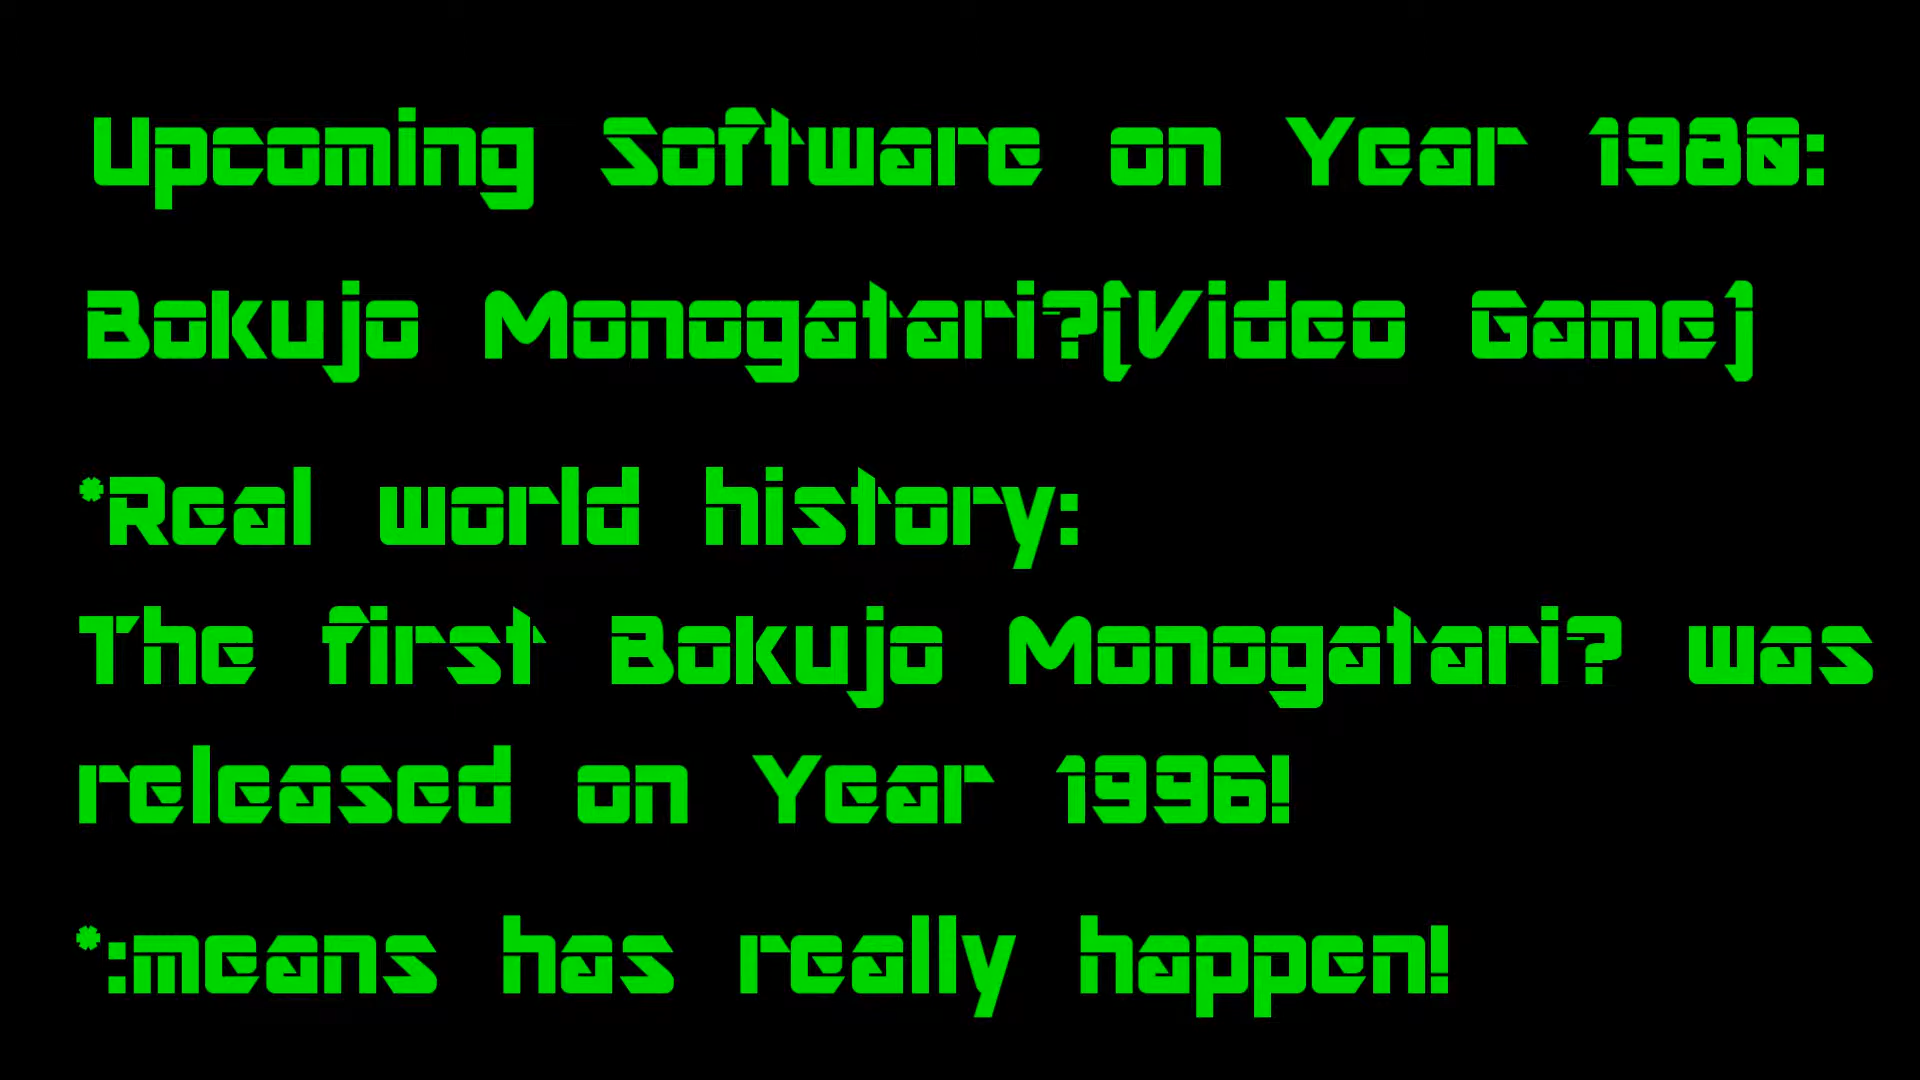 Upcoming Software on Year 1980:
Bokujo Monogatari?(Video Game)
*Real world history:
The first Bokujo Monogatari? was
released on Year 1996!
*:means has really happen!